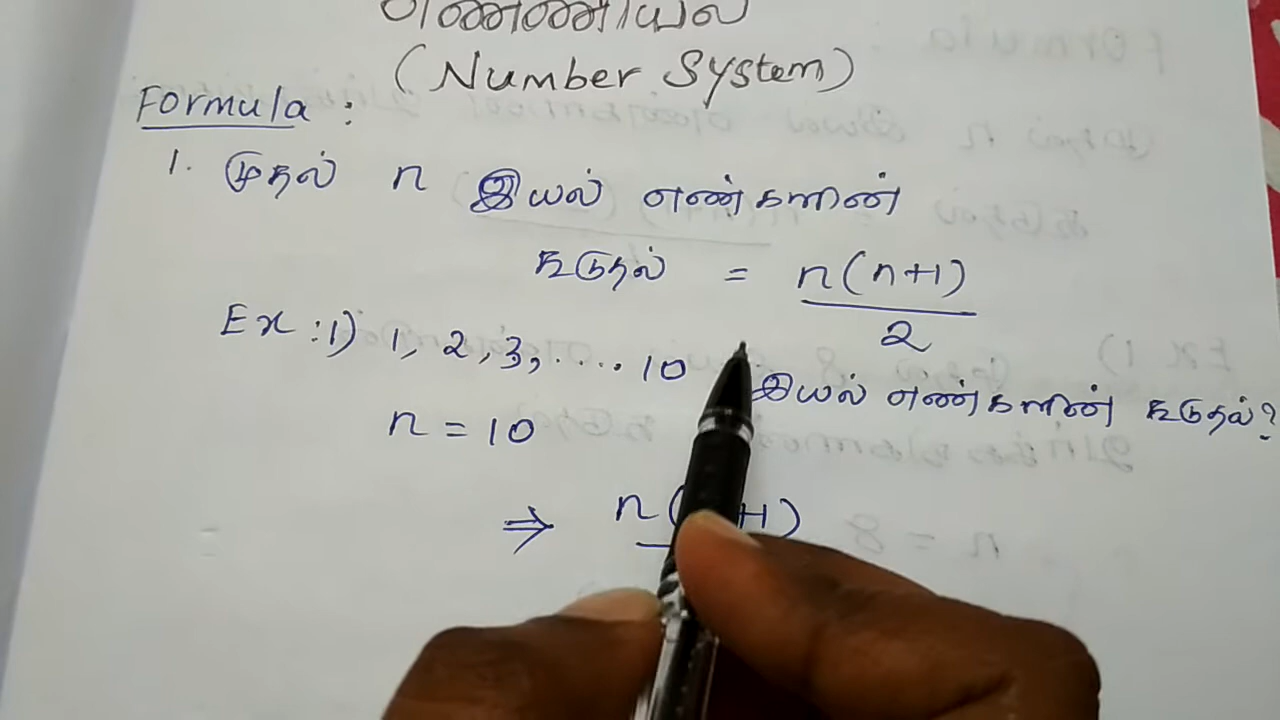 எண்ணியல்
(Number System)
Formula :
1. முதல் n இயல் எண்களின்
கூடுதல் = n(n+1)
2
Ex :1) 1, 2, 3, .... 10 இயல் எண்களின் கூடுதல்?
n = 10
⇒ n(
+1)